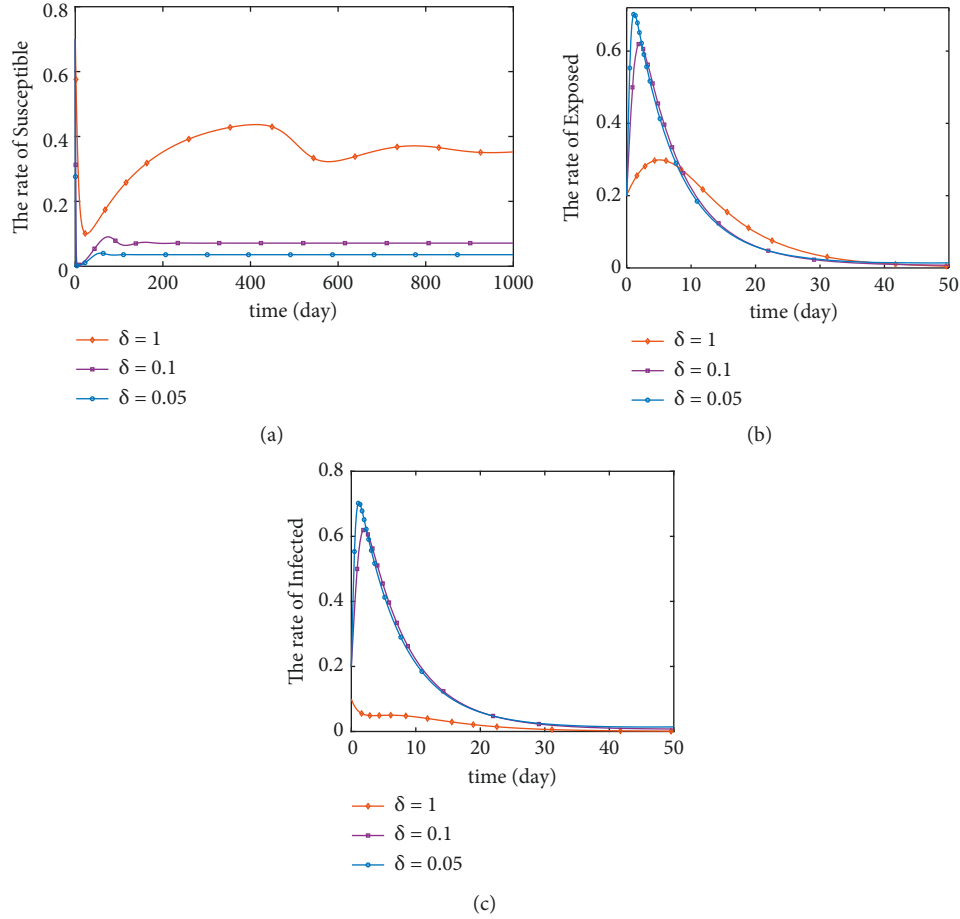 The rate of Susceptible
0.8
0.6
0.4
0.2
0
0 200 400 600 800 1000
time (day)
δ = 1
δ = 0.1
δ = 0.05
(a)
The rate of Exposed
0.6
0.4
0.2
0
0 10 20 30 40 50
time (day)
δ = 1
δ = 0.1
δ = 0.05
(b)
The rate of Infected
0.8
0.6
0.4
0.2
0
0 10 20 30 40 50
time (day)
δ = 1
δ = 0.1
δ = 0.05
(c)